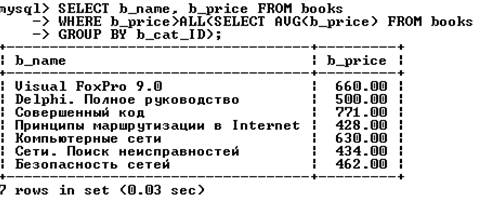 mysql> SELECT b_name, b_price FROM books
    -> WHERE b_price>ALL(SELECT AVG(b_price) FROM books
    -> GROUP BY b_cat_ID);
+------------------------------------+---------+
| b_name                             | b_price |
+------------------------------------+---------+
| Visual FoxPro 9.0                  |  660.00 |
| Delphi. Полное руководство         |  500.00 |
| Совершенный код                    |  771.00 |
| Принципы маршрутизации в Internet  |  428.00 |
| Компьютерные сети                  |  630.00 |
| Сети. Поиск неисправностей         |  434.00 |
| Безопасность сетей                 |  462.00 |
+------------------------------------+---------+
7 rows in set (0.03 sec)